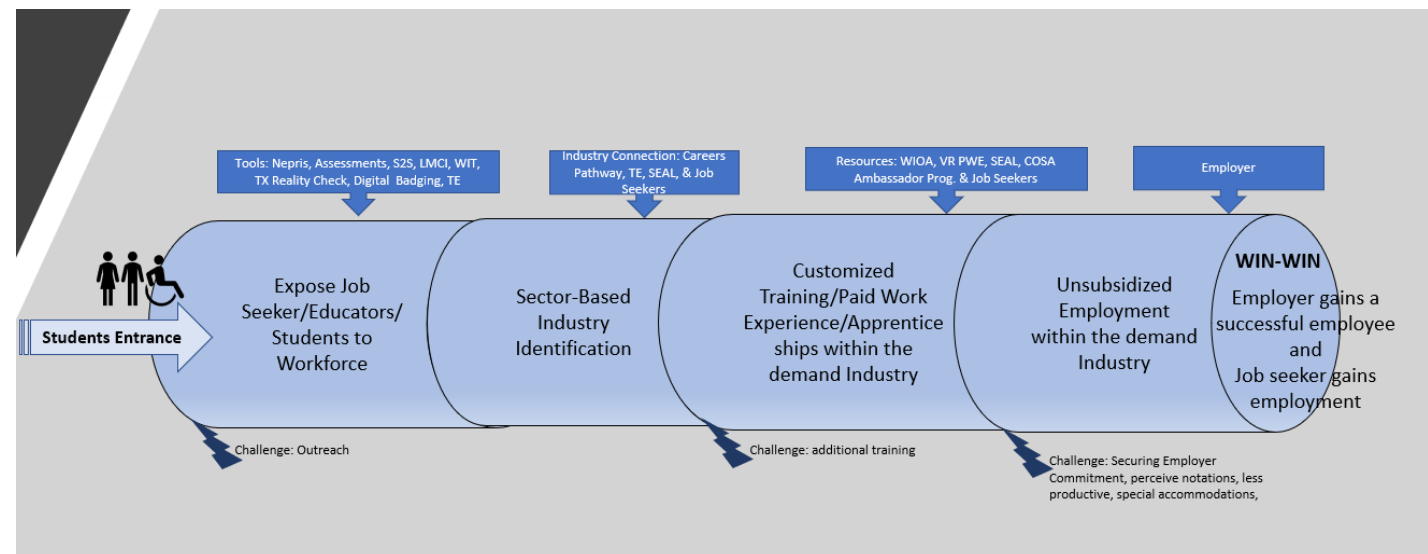 Tools: Nepris, Assessments, S2S, LMCI, WIT,
TX Reality Check, Digital Badging, TE
Industry Connection: Careers
Pathway, TE, SEAL, & Job
Seekers
Resources: WIOA, VR PWE, SEAL, COSA
Ambassador Prog. & Job Seekers
Employer
Students Entrance
Expose Job
Seeker/Educators/
Students to
Workforce
Sector-Based
Industry
Identification
Customized
Training/Paid Work
Experience/Apprentice
ships within the
demand Industry
Unsubsidized
Employment
within the demand
Industry
WIN-WIN
Employer gains a
successful employee
and
Job seeker gains
employment
Challenge: Outreach
Challenge: additional training
Challenge: Securing Employer
Commitment, perceive notations, less
productive, special accommodations,